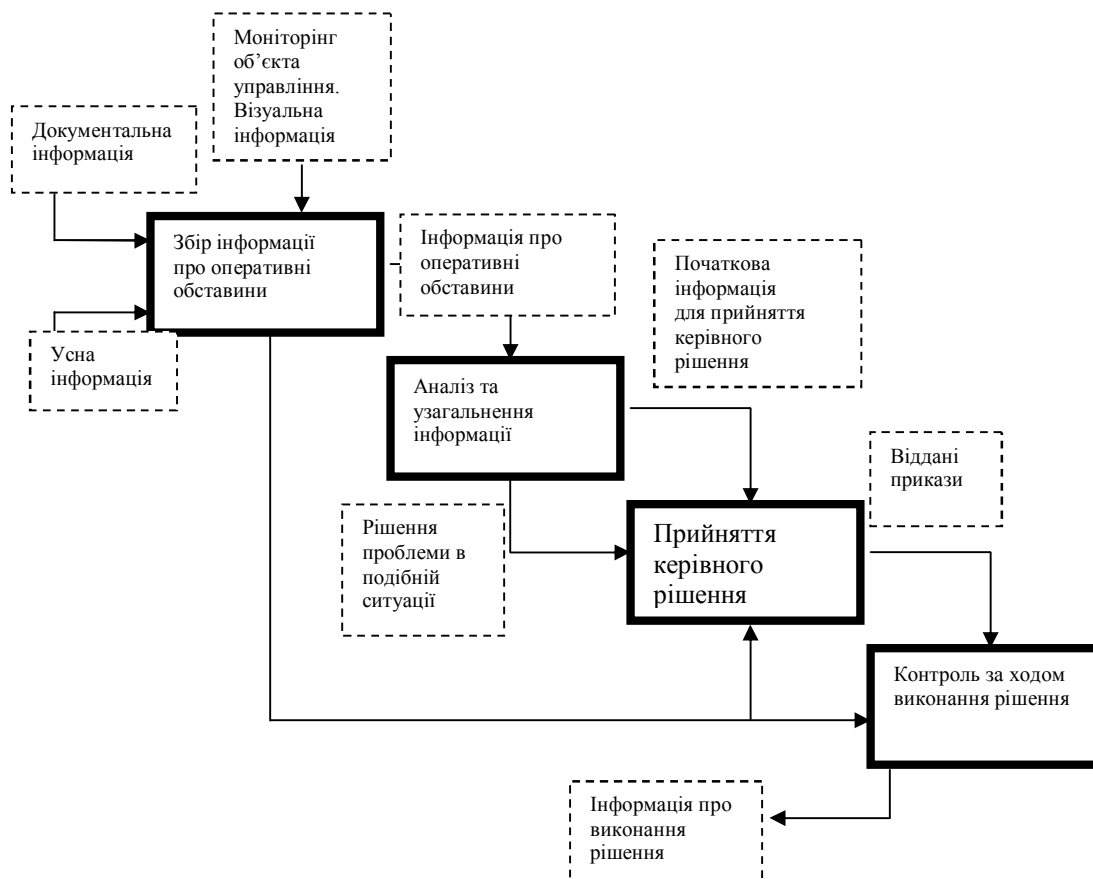 Моніторінг
об’єкта
управління.
Візуальна
інформація
Документальна
інформація
Збір інформації
про оперативні
обставини
Інформація про
оперативні
обставини
Початкова
інформація
для прийняття
керівного
рішення
Усна
інформація
Аналіз та
узагальнення
інформації
Віддані
прикази
Рішення
проблеми в
подібній
ситуації
Прийняття
керівного
рішення
Контроль за ходом
виконання рішення
Інформація про
виконання
рішення